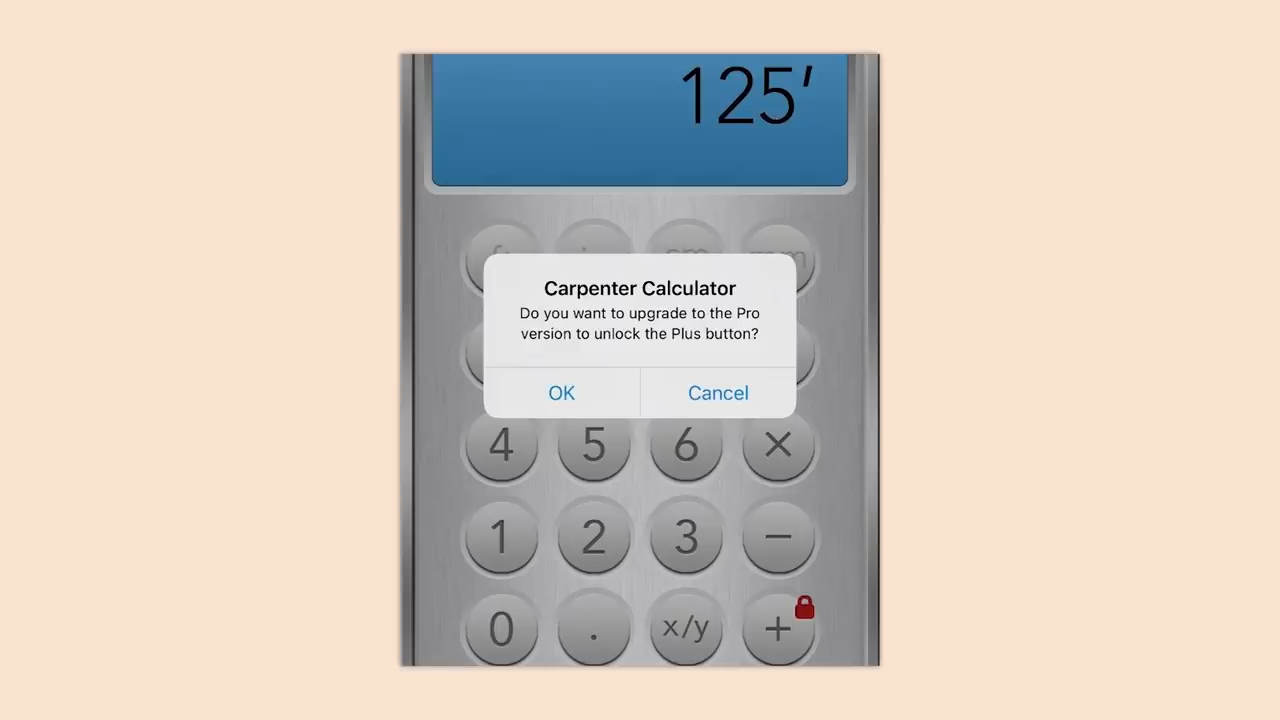 125′
Carpenter Calculator
Do you want to upgrade to the Pro
version to unlock the Plus button?
OK Cancel
4 5 6 ×
1 2 3 −
0 . x/y +